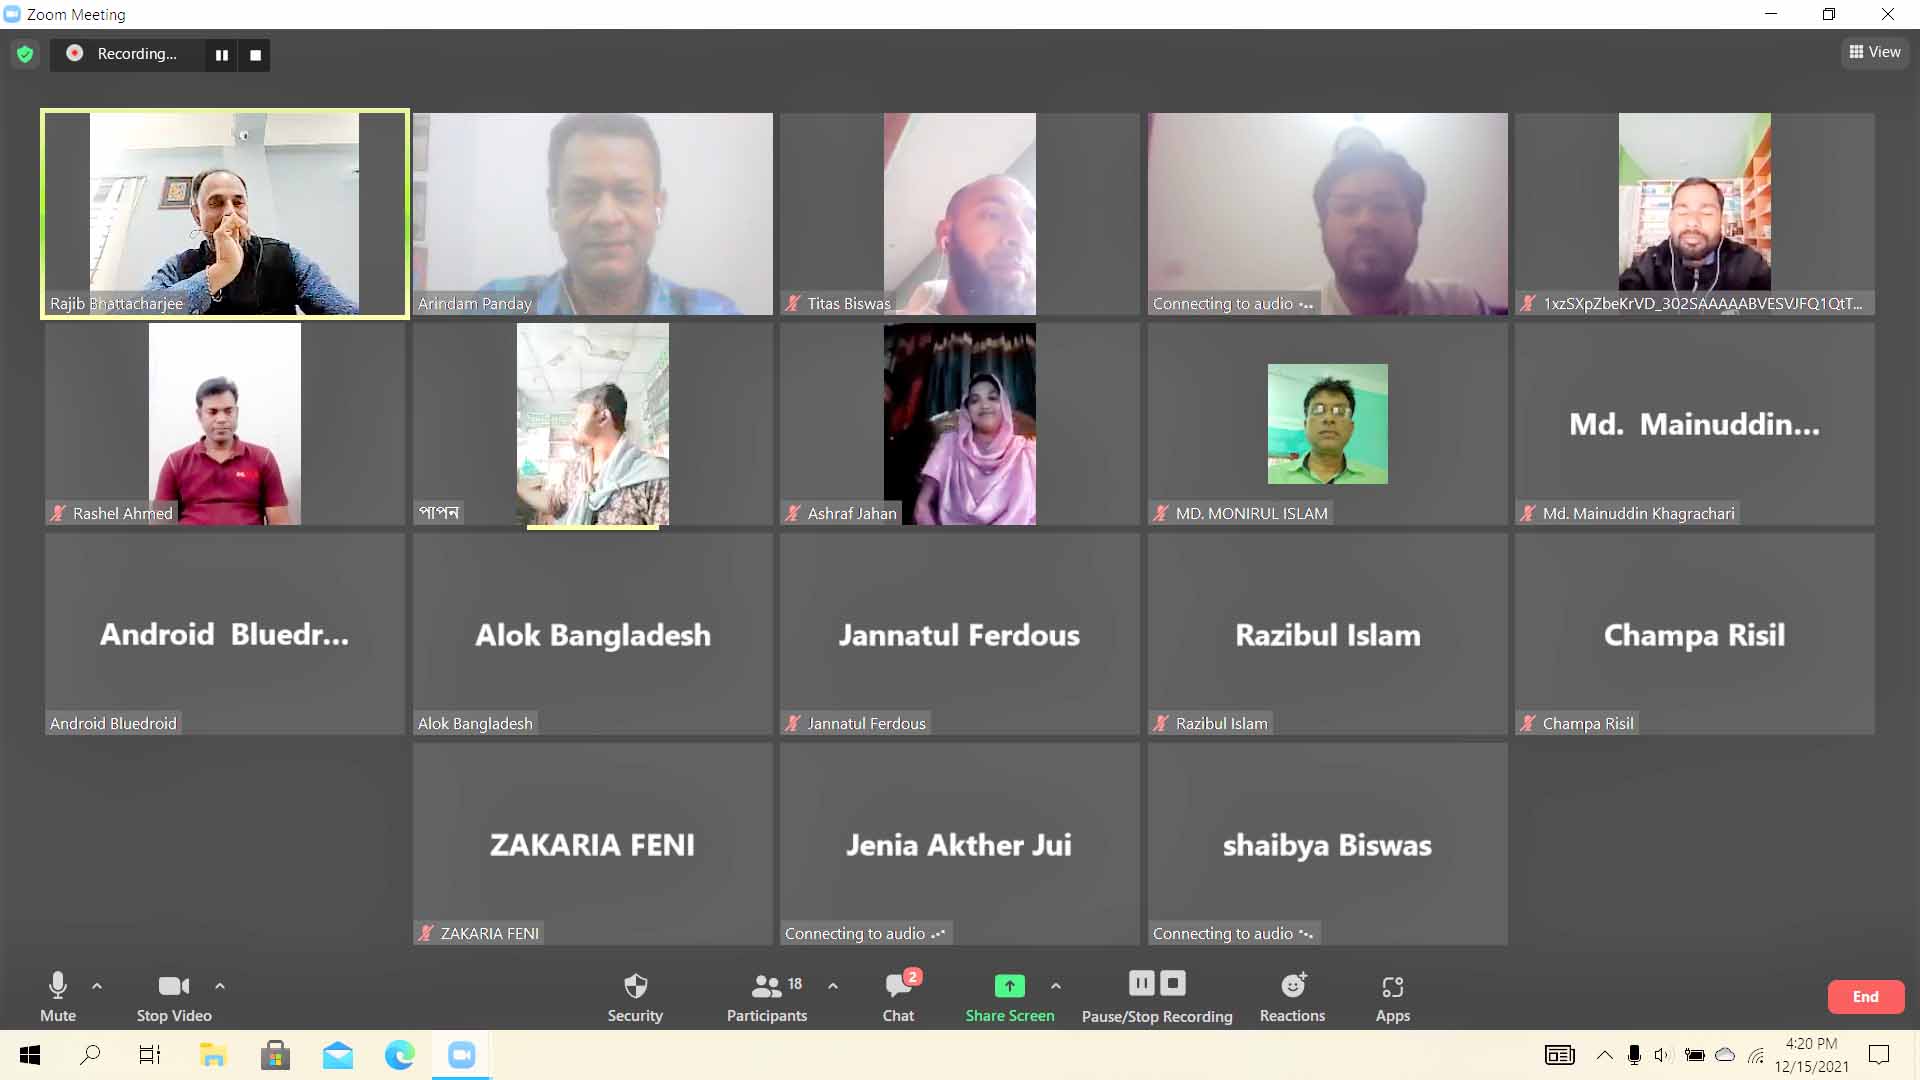 Zoom Meeting
Recording...
View
Rajib Bhattacharjee
Arindam Panday
Titas Biswas
Connecting to audio
1xzSXpZbeKrVD_302SAAAAABVESVJFQ1QtT...
Rashel Ahmed
পাপন
Ashraf Jahan
MD. MONIRUL ISLAM
Md. Mainuddin...
Md. Mainuddin Khagrachari
Android Bluedr...
Android Bluedroid
Alok Bangladesh
Alok Bangladesh
Jannatul Ferdous
Jannatul Ferdous
Razibul Islam
Razibul Islam
Champa Risil
Champa Risil
ZAKARIA FENI
ZAKARIA FENI
Jenia Akther Jui
Connecting to audio
shaibya Biswas
Connecting to audio
Mute
Stop Video
Security
Participants
18
Chat
2
Share Screen
Pause/Stop Recording
Reactions
Apps
End
4:20 PM
12/15/2021